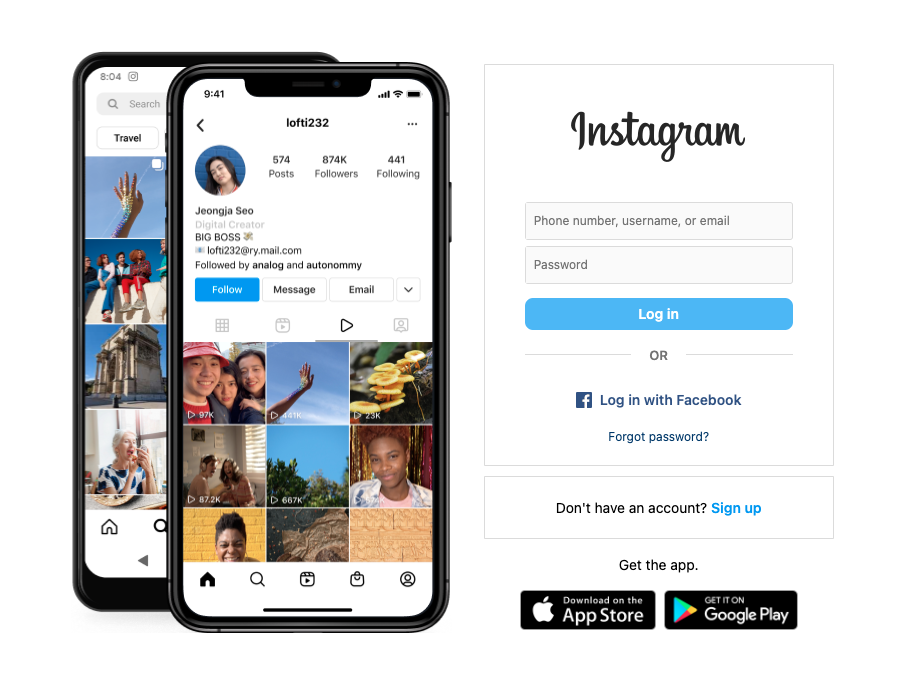 8:04
Search
Travel
9:41
lofti232
574 874K 441
Posts Followers Following
Jeongja Seo
Digital Creator
BIG BOSS
lofti232@ry.mail.com
Followed by analog and autonommy
Follow Message Email
97K 441K 23K
87.2K 667K
Instagram
Phone number, username, or email
Password
Log in
OR
Log in with Facebook
Forgot password?
Don't have an account? Sign up
Get the app.
Download on the
App Store
GET IT ON
Google Play